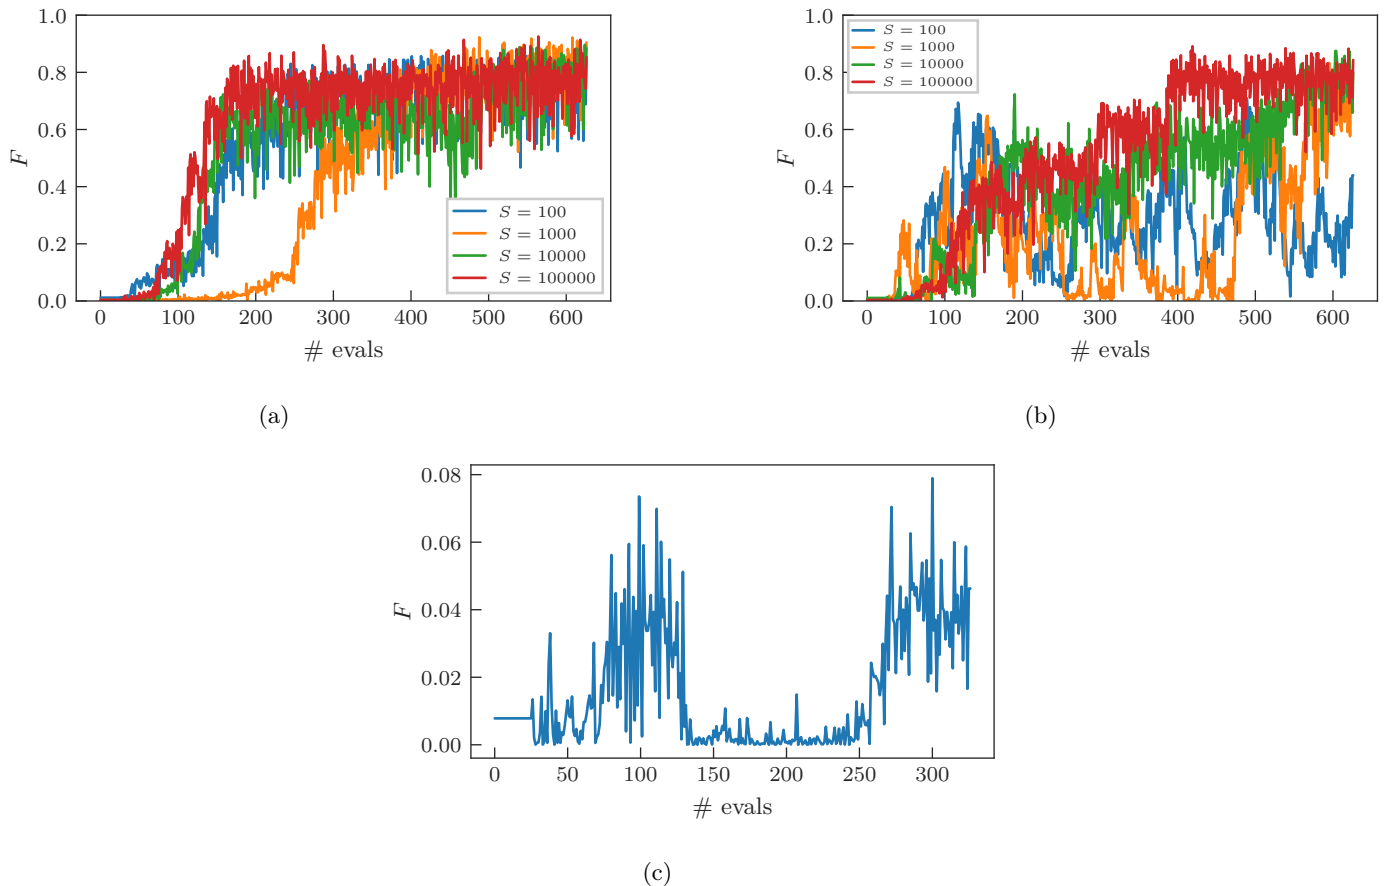 1.0
0.8
0.6
0.4
0.2
0.0
F
0 100 200 300 400 500 600
# evals
S = 100
S = 1000
S = 10000
S = 100000
(a)
1.0
0.8
0.6
0.4
0.2
0.0
F
0 100 200 300 400 500 600
# evals
S = 100
S = 1000
S = 10000
S = 100000
(b)
0.08
0.06
0.04
0.02
0.00
F
0 50 100 150 200 250 300
# evals
(c)